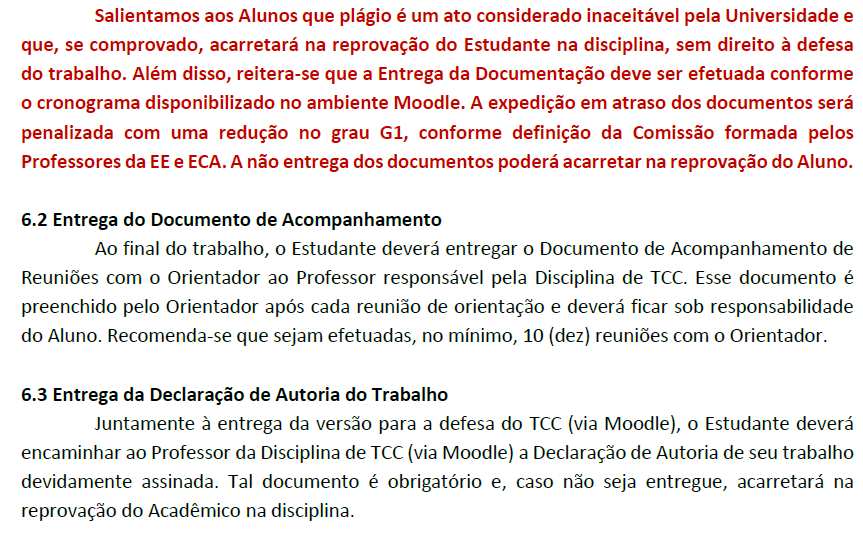 Salientamos aos Alunos que plágio é um ato considerado inaceitável pela Universidade e
que, se comprovado, acarretará na reprovação do Estudante na disciplina, sem direito à defesa
do trabalho. Além disso, reitera-se que a Entrega da Documentação deve ser efetuada conforme
o cronograma disponibilizado no ambiente Moodle. A expedição em atraso dos documentos será
penalizada com uma redução no grau G1, conforme definição da Comissão formada pelos
Professores da EE e ECA. A não entrega dos documentos poderá acarretar na reprovação do Aluno.
6.2 Entrega do Documento de Acompanhamento
Ao final do trabalho, o Estudante deverá entregar o Documento de Acompanhamento de
Reuniões com o Orientador ao Professor responsável pela Disciplina de TCC. Esse documento é
preenchido pelo Orientador após cada reunião de orientação e deverá ficar sob responsabilidade
do Aluno. Recomenda-se que sejam efetuadas, no mínimo, 10 (dez) reuniões com o Orientador.
6.3 Entrega da Declaração de Autoria do Trabalho
Juntamente à entrega da versão para a defesa do TCC (via Moodle), o Estudante deverá
encaminhar ao Professor da Disciplina de TCC (via Moodle) a Declaração de Autoria de seu trabalho
devidamente assinada. Tal documento é obrigatório e, caso não seja entregue, acarretará na
reprovação do Acadêmico na disciplina.